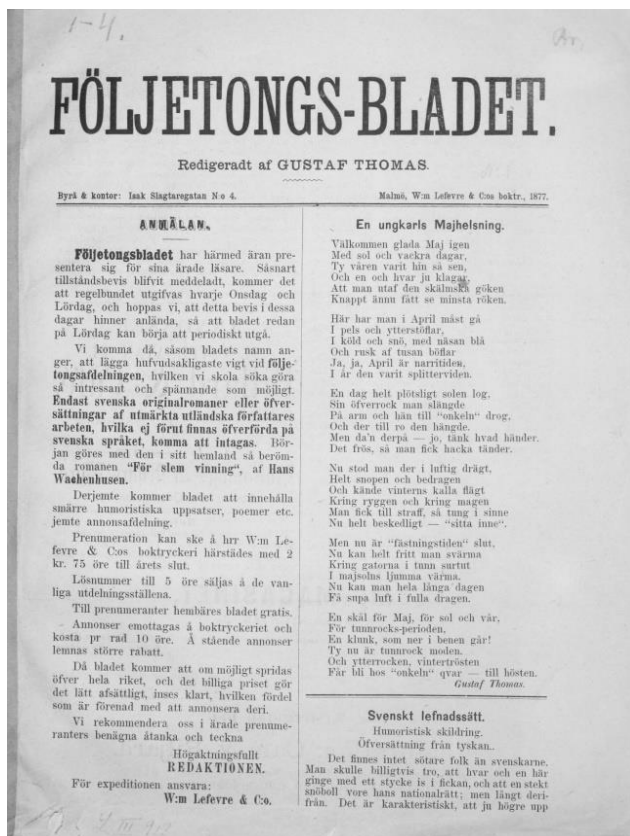 1-4.
FÖLJETONGS-BLADET.
Redigeradt af GUSTAF THOMAS.
Byrå & kontor: Isak Slagtaregatan N:o 4.
Malmö, W:m Lefevre & C:os boktr., 1877.
ANMÄLAN.
Följetongsbladet har härmed äran pre-
sentera sig för sina ärade läsare. Såsnart
tillståndsbevis blifvit meddeladt, kommer det
att regelbundet utgifvas hvarje Onsdag och
Lördag, och hoppas vi, att detta bevis i dessa
dagar hinner anlända, så att bladet redan
på Lördag kan börja att periodiskt utgå.
Vi komma då, såsom bladets namn an-
ger, att lägga hufvudsakligaste vigt vid följe-
tongsafdelningen, hvilken vi skola söka göra
så intressant och spännande som möjligt.
Endast svenska originalromaner eller öfver-
sättningar af utmärkta utländska författares
arbeten, hvilka ej förut finnas öfverförda på
svenska språket, komma att intagas. Bör-
jan göres med den i sitt hemland så beröm-
da romanen "För slem vinning", af Hans
Wachenhusen.
Derjemte kommer bladet att innehålla
smärre humoristiska uppsatser, poemer etc.
jemte annonsafdelning.
Prenumeration kan ske å hrr W:m Le-
fevre & C:os boktryckeri härstädes med 2
kr. 75 öre till årets slut.
Lösnummer till 5 öre säljas å de van-
liga utdelningsställena.
Till prenumeranter hembäres bladet gratis.
Annonser emottagas å boktryckeriet och
kosta pr rad 10 öre. Å stående annonser
lemnas större rabatt.
Då bladet kommer att om möjligt spridas
öfver hela riket, och det billiga priset gör
det lätt afsättligt, inses klart, hvilken fördel
som är förenad med att annonsera deri.
Vi rekommendera oss i ärade prenume-
ranters benägna åtanka och teckna
Högaktningsfullt
REDAKTIONEN.
För expeditionen ansvara:
W:m Lefevre & C:o.
En ungkarls Majhelsning.
Välkommen glada Maj igen
Med sol och vackra dagar,
Ty våren varit hin så sen,
Och en och hvar ju klagar,
Att man utaf den skälmska göken
Knappt ännu fått se minsta röken.
Här har man i April måst gå
I pels och ytterstöflar,
I köld och snö, med näsan blå
Och rusk af tusan böflar
Ja, ja, April är narritiden,
I år den varit splitterviden.
En dag helt plötsligt solen log.
Sin öfverrock man slängde
På arm och hän till "onkeln" drog,
Och der till ro den hängde.
Men da'n derpå — jo, tänk hvad händer.
Det frös, så man fick hacka tänder.
Nu stod man der i luftig drägt,
Helt snopen och bedragen
Och kände vinterns kalla flägt
Kring ryggen och kring magen
Man fick till straff, så tung i sinne
Nu helt beskedligt — "sitta inne".
Men nu är "fästningstiden" slut,
Nu kan helt fritt man svärma
Kring gatorna i tunn surtut
I majsolns ljumma värma.
Nu kan man hela långa dagen
Få supa luft i fulla dragen.
En skål för Maj, för sol och vår,
För tunnrocks-perioden,
En klunk, som ner i benen går!
Ty nu är tunnrock moden.
Och ytterrocken, vintertrösten
Får bli hos "onkeln" qvar — till hösten.
Gustaf Thomas.
Svenskt lefnadssätt.
Humoristisk skildring.
Öfversättning från tyskan..
Det finnes intet sötare folk än svenskarne.
Man skulle billigtvis tro, att hvar och en här
ginge med ett stycke is i fickan, och att en stekt
snöboll vore hans nationalrätt; men långt deri-
från. Det är karakteristiskt, att ju högre upp